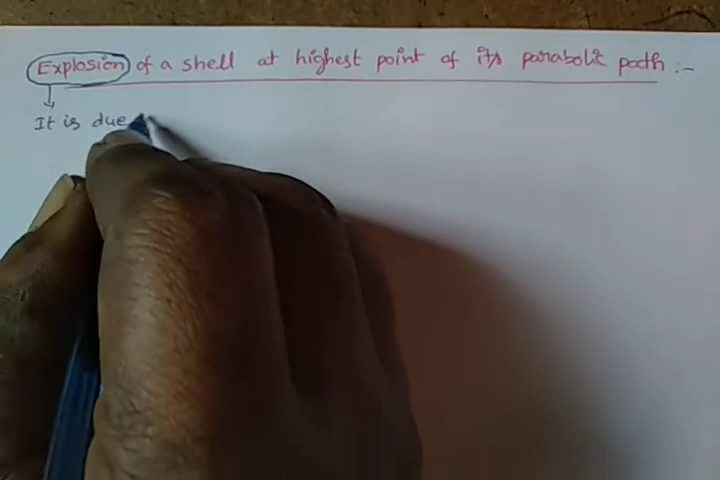 Explosion of a shell at highest point of its parabolic path :-
It is due